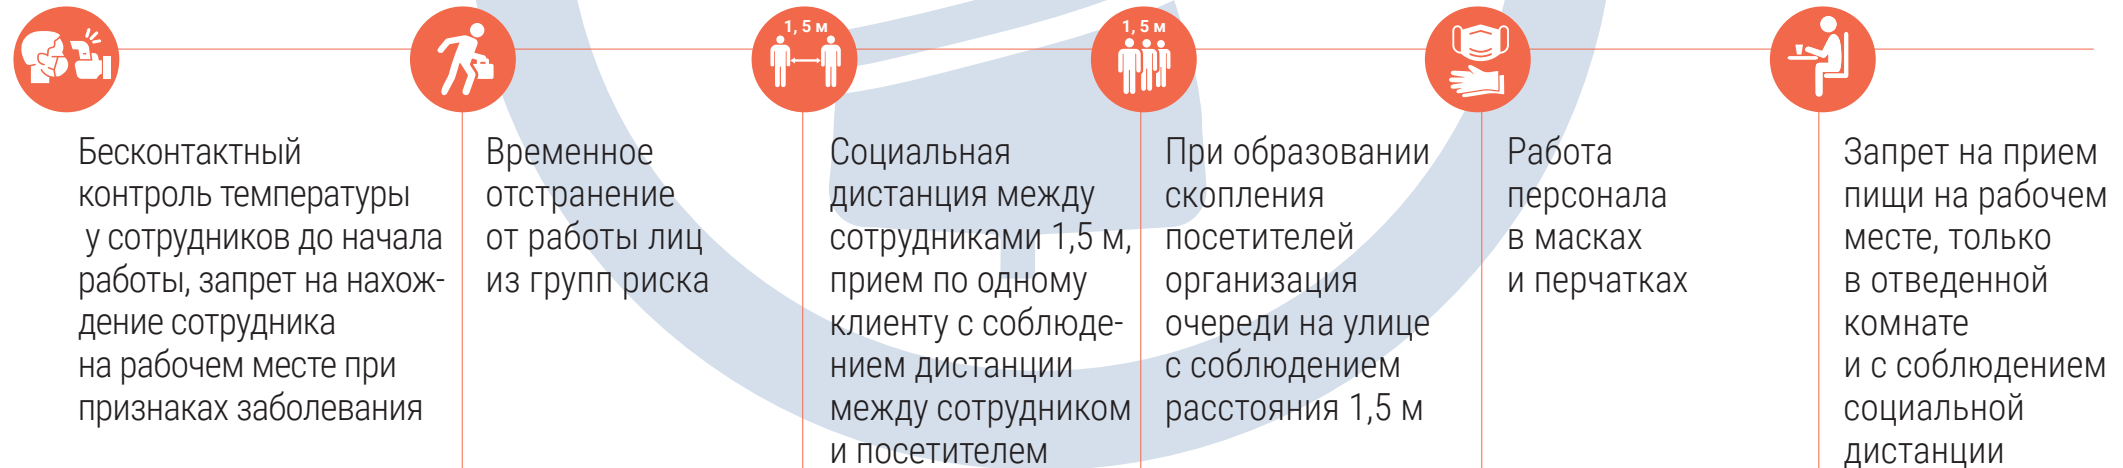 1, 5 м
1, 5 м
Бесконтактный
контроль температуры
у сотрудников до начала
работы, запрет на нахож-
дение сотрудника
на рабочем месте при
признаках заболевания
Временное
отстранение
от работы лиц
из групп риска
Социальная
дистанция между
сотрудниками 1,5 м,
прием по одному
клиенту с соблюде-
нием дистанции
между сотрудником
и посетителем
При образовании
скопления
посетителей
организация
очереди на улице
с соблюдением
расстояния 1,5 м
Работа
персонала
в масках
и перчатках
Запрет на прием
пищи на рабочем
месте, только
в отведенной
комнате
и с соблюдением
социальной
дистанции